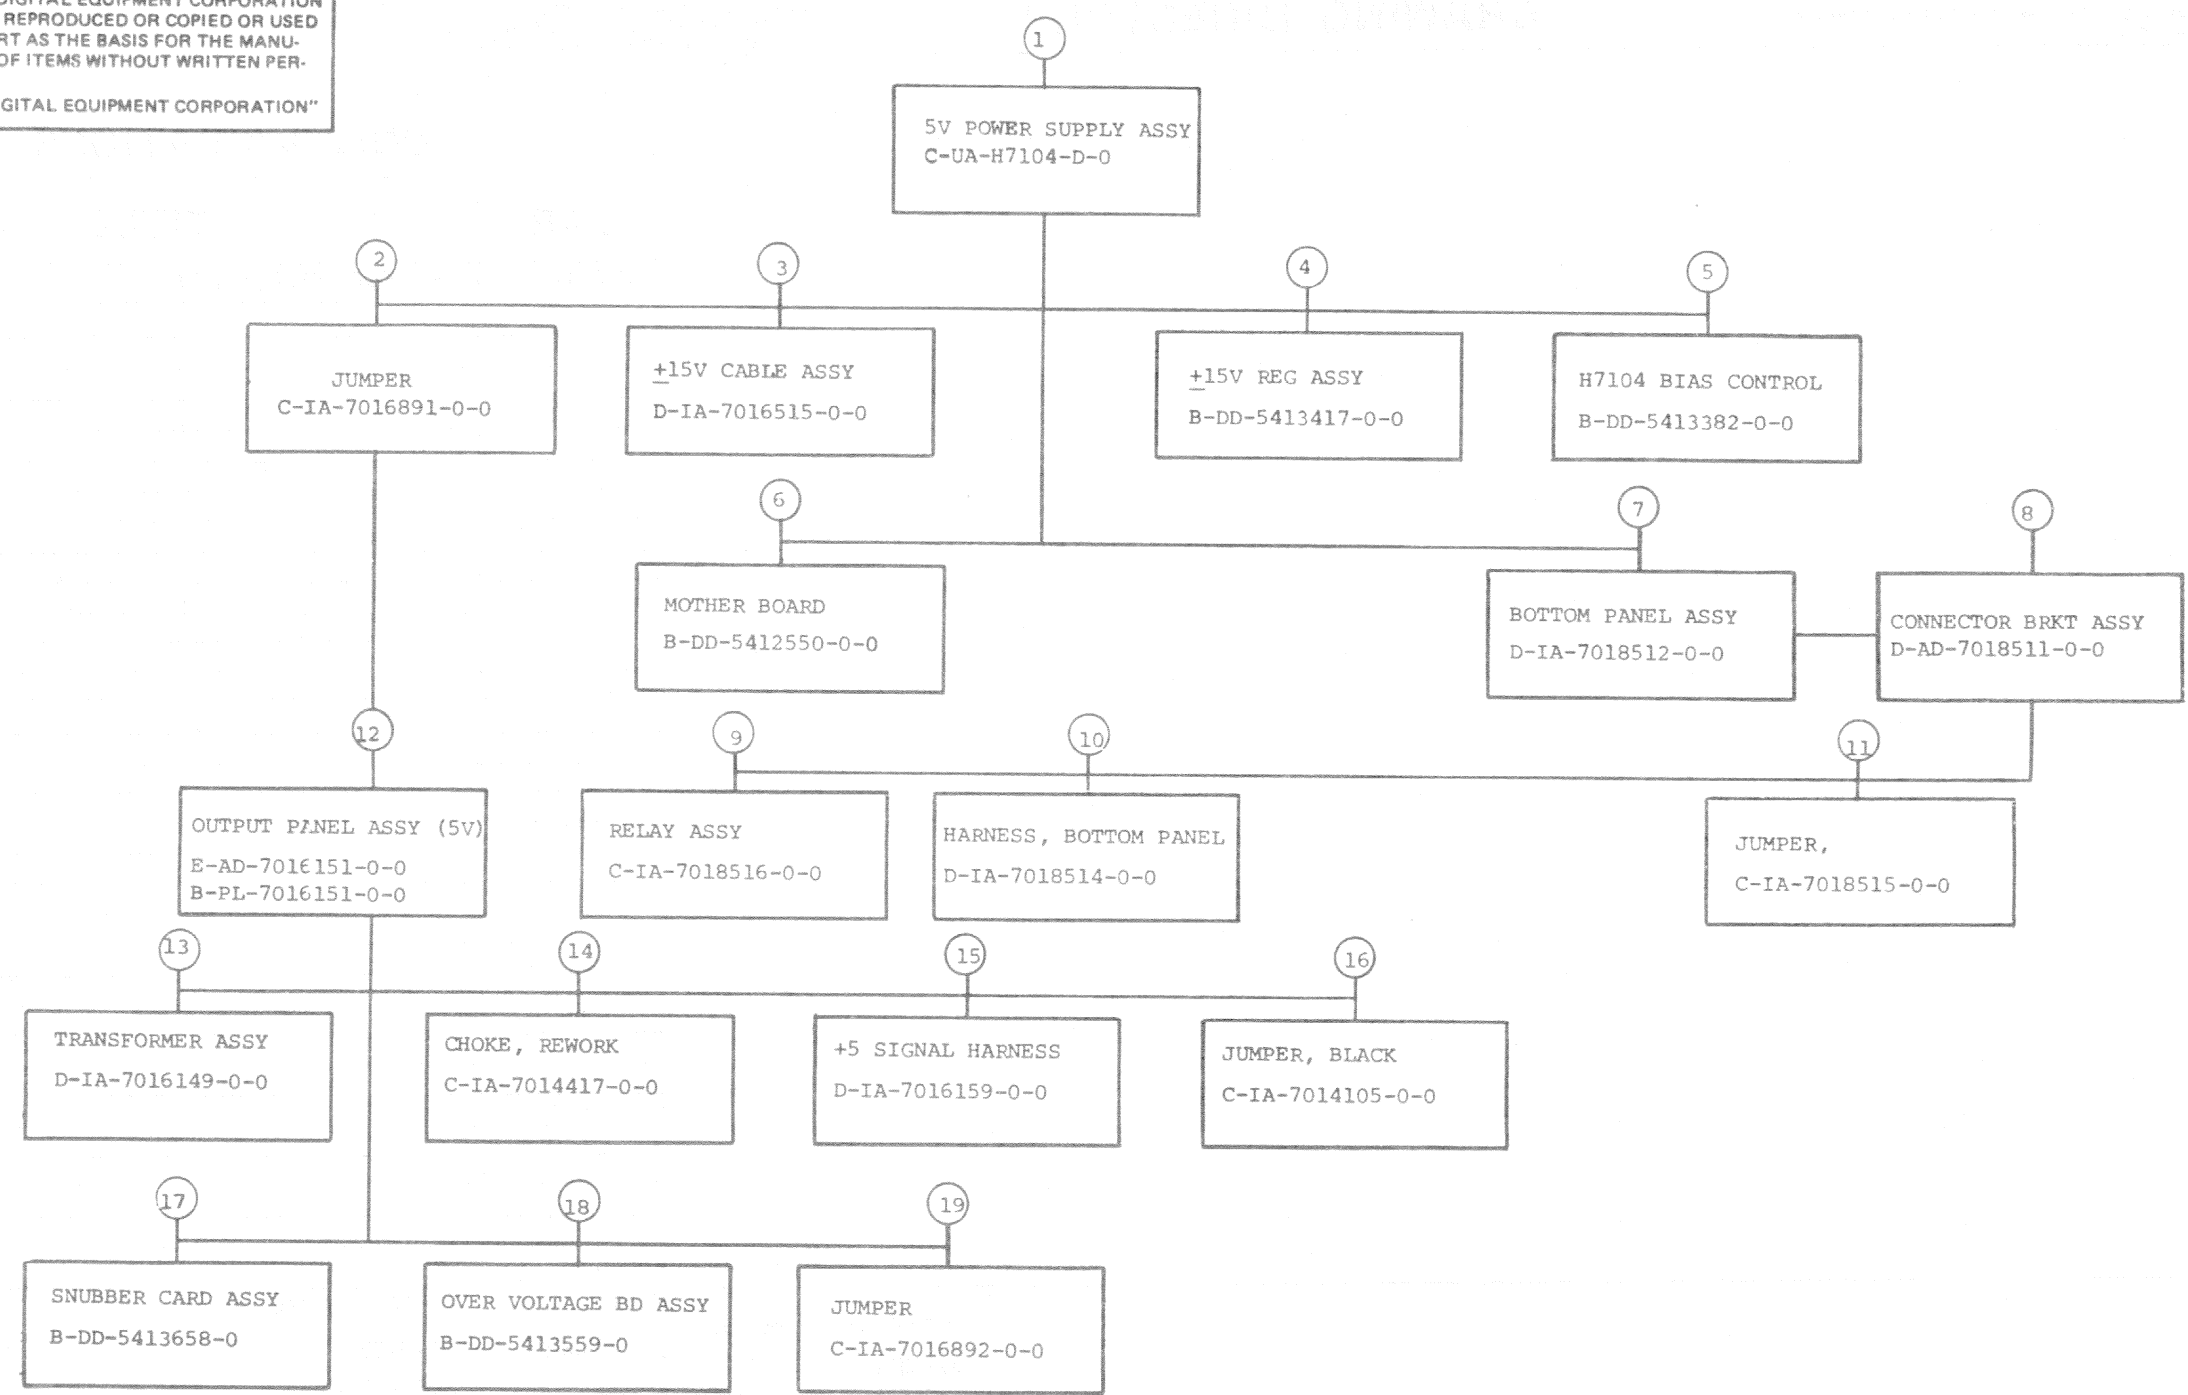 DIGITAL EQUIPMENT CORPORATION
REPRODUCED OR COPIED OR USED
RT AS THE BASIS FOR THE MANU-
OF ITEMS WITHOUT WRITTEN PER-
GITAL EQUIPMENT CORPORATION"
1
5V POWER SUPPLY ASSY
C-UA-H7104-D-0
2
3
4
5
JUMPER
C-IA-7016891-0-0
±15V CABLE ASSY
D-IA-7016515-0-0
±15V REG ASSY
B-DD-5413417-0-0
H7104 BIAS CONTROL
B-DD-5413382-0-0
6
7
8
MOTHER BOARD
B-DD-5412550-0-0
BOTTOM PANEL ASSY
D-IA-7018512-0-0
CONNECTOR BRKT ASSY
D-AD-7018511-0-0
12
9
10
11
OUTPUT PANEL ASSY (5V)
E-AD-7016151-0-0
B-PL-7016151-0-0
RELAY ASSY
C-IA-7018516-0-0
HARNESS, BOTTOM PANEL
D-IA-7018514-0-0
JUMPER,
C-IA-7018515-0-0
13
14
15
16
TRANSFORMER ASSY
D-IA-7016149-0-0
CHOKE, REWORK
C-IA-7014417-0-0
+5 SIGNAL HARNESS
D-IA-7016159-0-0
JUMPER, BLACK
C-IA-7014105-0-0
17
18
19
SNUBBER CARD ASSY
B-DD-5413658-0
OVER VOLTAGE BD ASSY
B-DD-5413559-0
JUMPER
C-IA-7016892-0-0